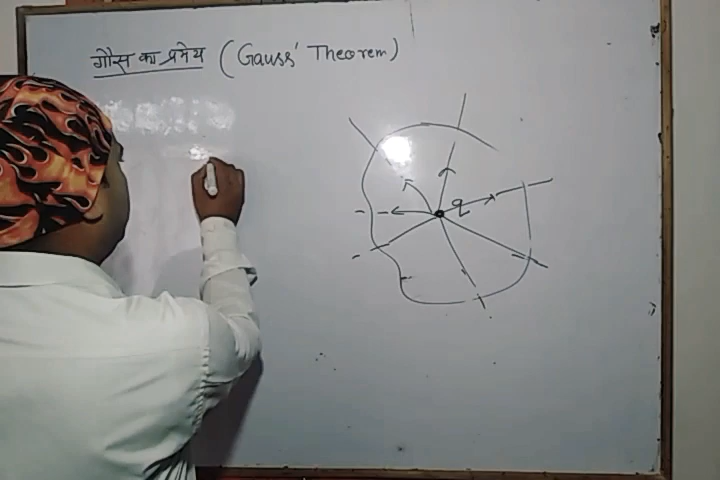 गौस का प्रमेय (Gauss' Theorem)
q